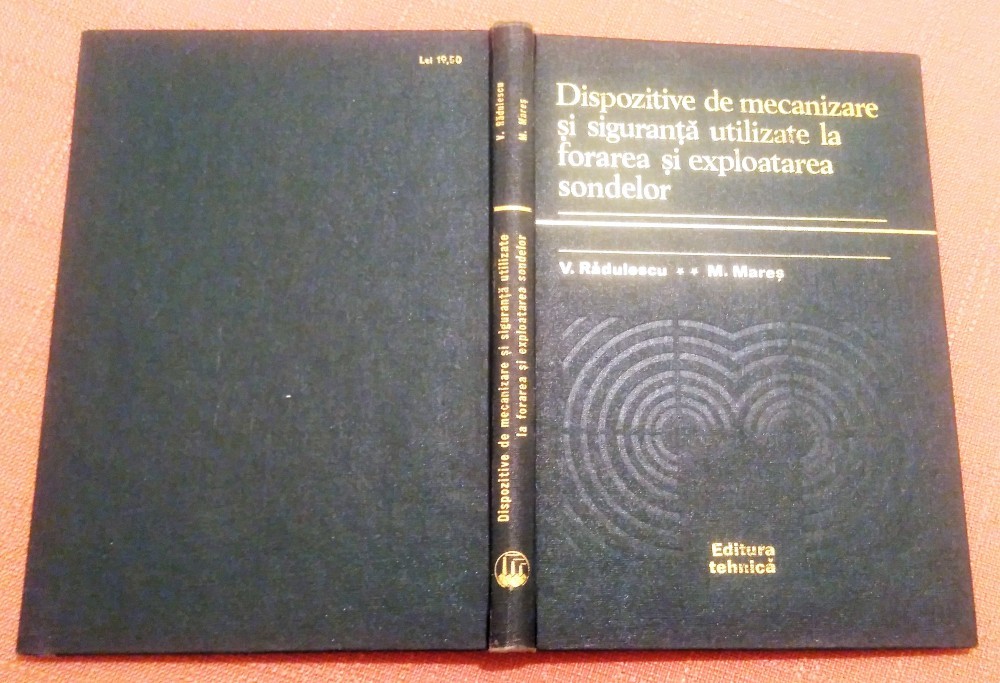 Lei 19,50
V. Rădulescu
M. Mareș
Dispozitive de mecanizare și siguranță utilizate
la forarea și exploatarea sondelor
Dispozitive de mecanizare
și siguranță utilizate la
forarea și exploatarea
sondelor
V. Rădulescu ** M. Mareș
Editura
tehnică